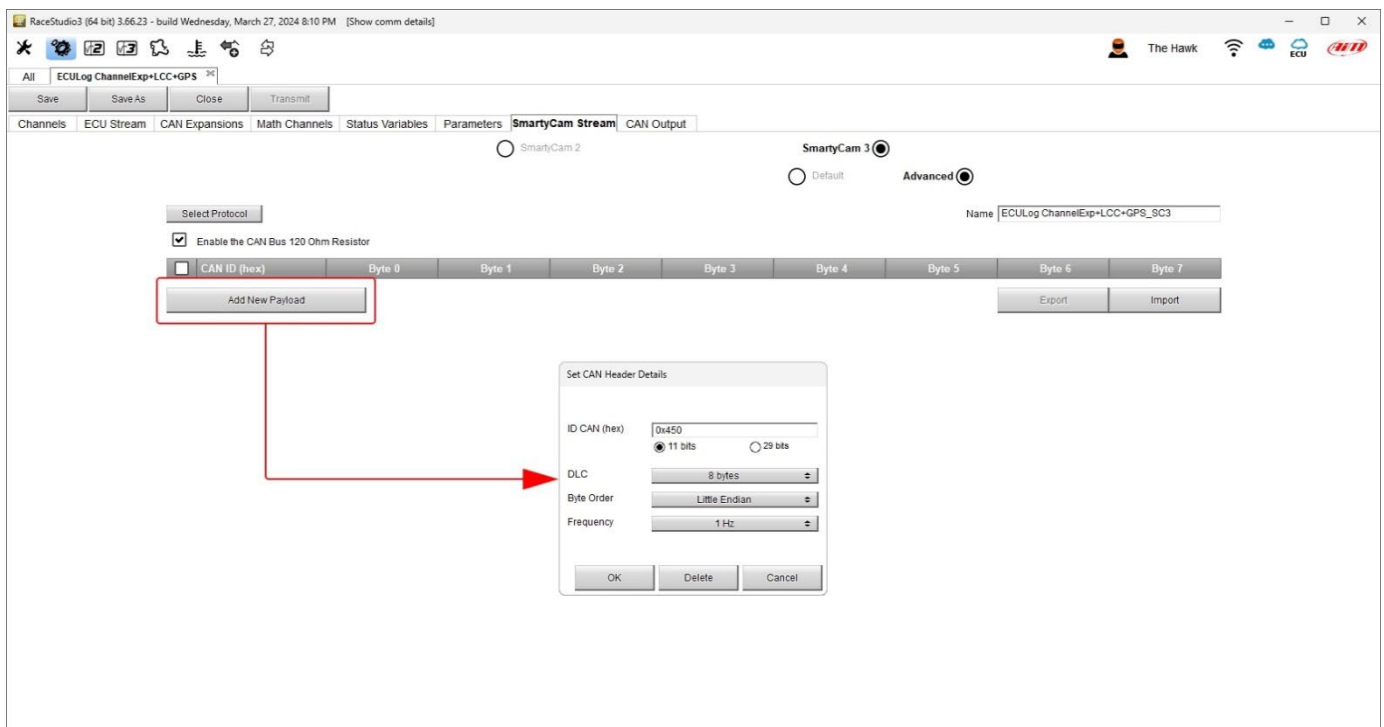 RaceStudio3 (64 bit) 3.66.23 - build Wednesday, March 27, 2024 8:10 PM [Show comm details]
The Hawk ECU AiM
All ECULog ChannelExp+LCC+GPS
Save Save As Close Transmit
Channels ECU Stream CAN Expansions Math Channels Status Variables Parameters SmartyCam Stream CAN Output
SmartyCam 2 SmartyCam 3
Default Advanced
Select Protocol Name ECULog ChannelExp+LCC+GPS_SC3
Enable the CAN Bus 120 Ohm Resistor
CAN ID (hex) Byte 0 Byte 1 Byte 2 Byte 3 Byte 4 Byte 5 Byte 6 Byte 7
Add New Payload Export Import
Set CAN Header Details
ID CAN (hex) 0x450
11 bits 29 bits
DLC 8 bytes
Byte Order Little Endian
Frequency 1 Hz
OK Delete Cancel